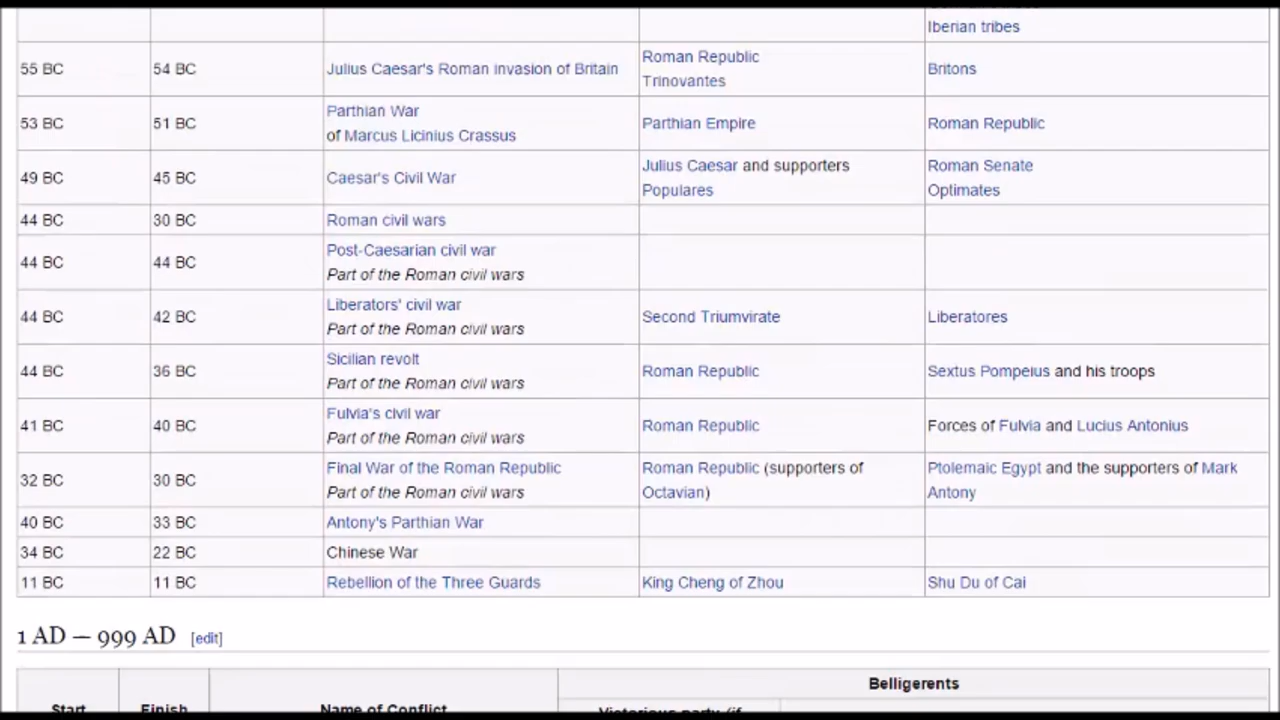 Iberian tribes
55 BC 54 BC Julius Caesar's Roman invasion of Britain Roman Republic Britons
Trinovantes
53 BC 51 BC Parthian War Parthian Empire Roman Republic
of Marcus Licinius Crassus
49 BC 45 BC Caesar's Civil War Julius Caesar and supporters Roman Senate
Populares Optimates
44 BC 30 BC Roman civil wars
44 BC 44 BC Post-Caesarian civil war
Part of the Roman civil wars
44 BC 42 BC Liberators' civil war Second Triumvirate Liberatores
Part of the Roman civil wars
44 BC 36 BC Sicilian revolt Roman Republic Sextus Pompeius and his troops
Part of the Roman civil wars
41 BC 40 BC Fulvia's civil war Roman Republic Forces of Fulvia and Lucius Antonius
Part of the Roman civil wars
32 BC 30 BC Final War of the Roman Republic Roman Republic (supporters of Ptolemaic Egypt and the supporters of Mark
Part of the Roman civil wars Octavian) Antony
40 BC 33 BC Antony's Parthian War
34 BC 22 BC Chinese War
11 BC 11 BC Rebellion of the Three Guards King Cheng of Zhou Shu Du of Cai
1 AD – 999 AD [edit]
Belligerents
Start Finish Name of Conflict Victorious party (if